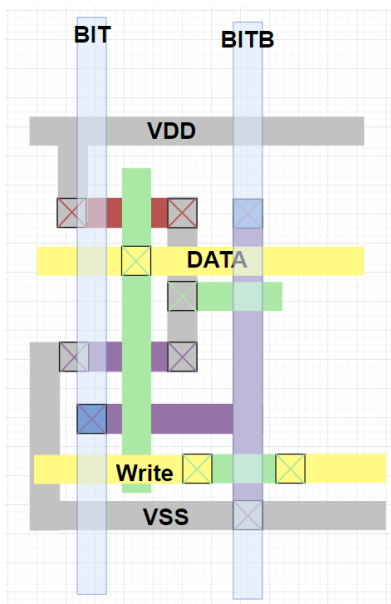 BIT
BITB
VDD
DATA
Write
VSS